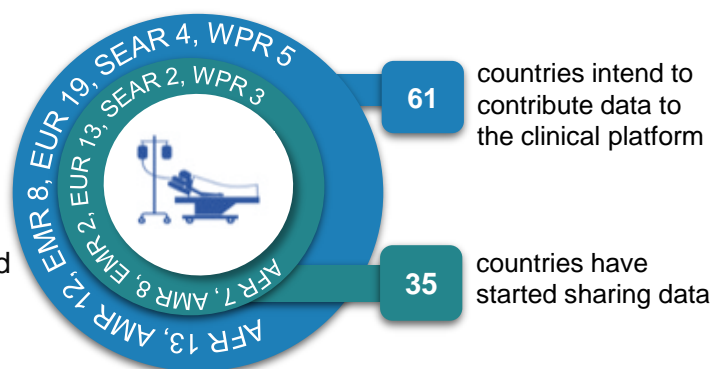 AFR 13, AMR 12, EMR 8, EUR 19, SEAR 4, WPR 5
AFR 7, AMR 8, EMR 2, EUR 13, SEAR 2, WPR 3
61
countries intend to
contribute data to
the clinical platform
35
countries have
started sharing data